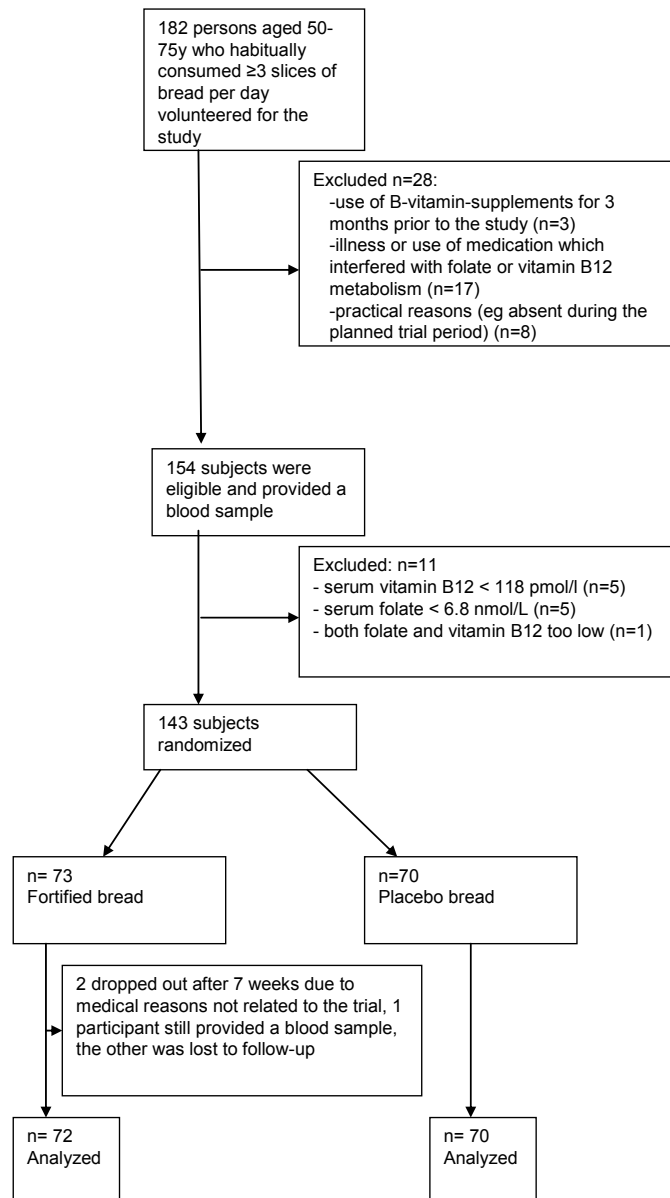 182 persons aged 50-
75y who habitually
consumed ≥3 slices of
bread per day
volunteered for the
study
Excluded n=28:
-use of B-vitamin-supplements for 3
months prior to the study (n=3)
-illness or use of medication which
interfered with folate or vitamin B12
metabolism (n=17)
-practical reasons (eg absent during the
planned trial period) (n=8)
154 subjects were
eligible and provided a
blood sample
Excluded: n=11
- serum vitamin B12 < 118 pmol/l (n=5)
- serum folate < 6.8 nmol/L (n=5)
- both folate and vitamin B12 too low (n=1)
143 subjects
randomized
n= 73
Fortified bread
n=70
Placebo bread
2 dropped out after 7 weeks due to
medical reasons not related to the trial, 1
participant still provided a blood sample,
the other was lost to follow-up
n= 72
Analyzed
n= 70
Analyzed